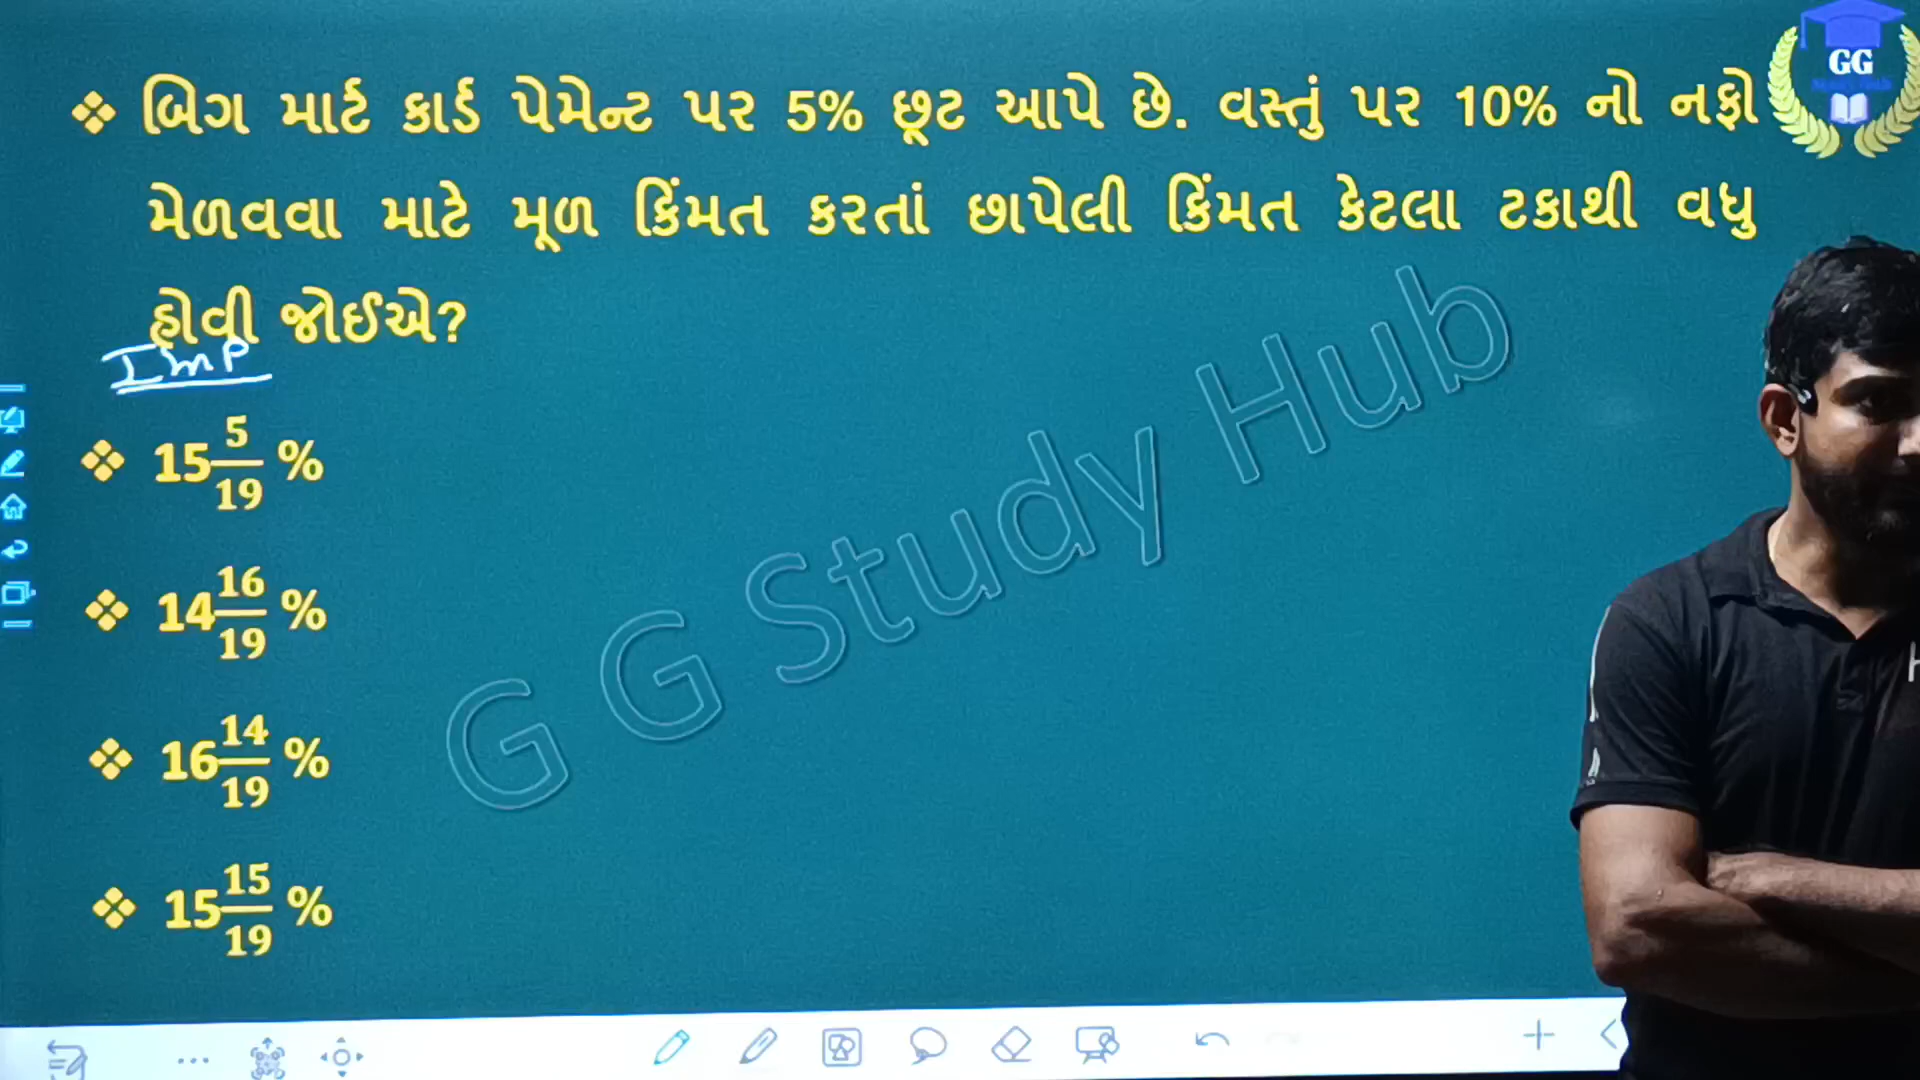 GG
❖ બિગ માર્ટ કાર્ડ પેમેન્ટ પર 5% છૂટ આપે છે. વસ્તું પર 10% નો નફો
મેળવવા માટે મૂળ કિંમત કરતાં છાપેલી કિંમત કેટલા ટકાથી વધુ
હોવી જોઈએ?
IMP
❖ 15 5/19 %
❖ 14 16/19 %
❖ 16 14/19 %
❖ 15 15/19 %
G G Study Hub